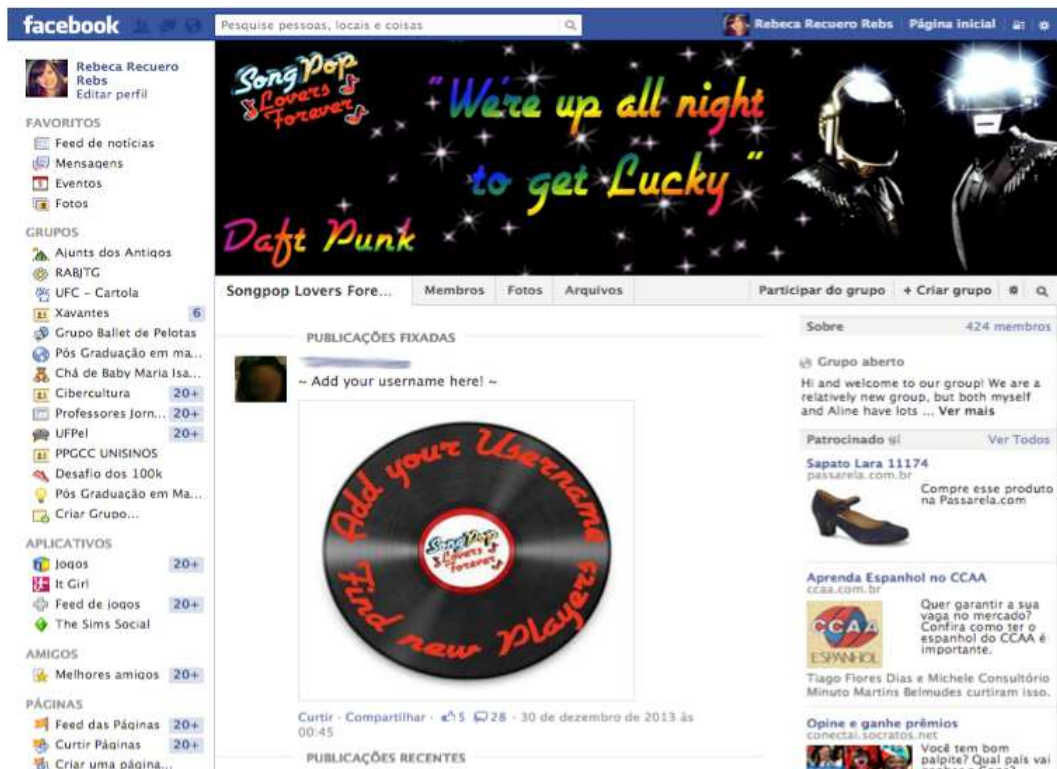 facebook
Pesquise pessoas, locais e coisas
Rebeca Recuero Rebs
Página inicial
Rebeca Recuero
Rebs
Editar perfil
FAVORITOS
Feed de notícias
Mensagens
Eventos
Fotos
GRUPOS
Ajunts dos Antigos
RABJTG
UFC - Cartola
Xavantes 6
Grupo Ballet de Pelotas
Pós Graduação em ma...
Chá de Baby Maria Isa...
Cibercultura 20+
Professores Jorn... 20+
UFPel 20+
PPGCC UNISINOS
Desafio dos 100k
Pós Graduação em Ma...
Criar Grupo...
APLICATIVOS
Jogos 20+
It Girl
Feed de jogos 20+
The Sims Social
AMIGOS
Melhores amigos 20+
PÁGINAS
Feed das Páginas 20+
Curtir Páginas 20+
Criar uma página...
SongPop
Lovers
Forever
"We're up all night
to get Lucky"
Daft Punk
Songpop Lovers Fore...
Membros
Fotos
Arquivos
Participar do grupo
+ Criar grupo
PUBLICAÇÕES FIXADAS
~ Add your username here! ~
Add your Username
SongPop
Lovers
Forever
Find new Players
Curtir · Compartilhar · 5 28 · 30 de dezembro de 2013 às
00:45
PUBLICAÇÕES RECENTES
Sobre 424 membros
Grupo aberto
Hi and welcome to our group! We are a
relatively new group, but both myself
and Aline have lots ... Ver mais
Patrocinado Ver Todos
Sapato Lara 11174
passarela.com.br
Compre esse produto
na Passarela.com
Aprenda Espanhol no CCAA
ccaa.com.br
CCAA
ESPANHOL
Quer garantir a sua
vaga no mercado?
Confira como ter o
espanhol do CCAA é
importante.
Tiago Flores Dias e Michele Consultório
Minuto Martins Belmudes curtiram isso.
Opine e ganhe prêmios
conectai.socratos.net
Você tem bom
palpite? Qual país vai